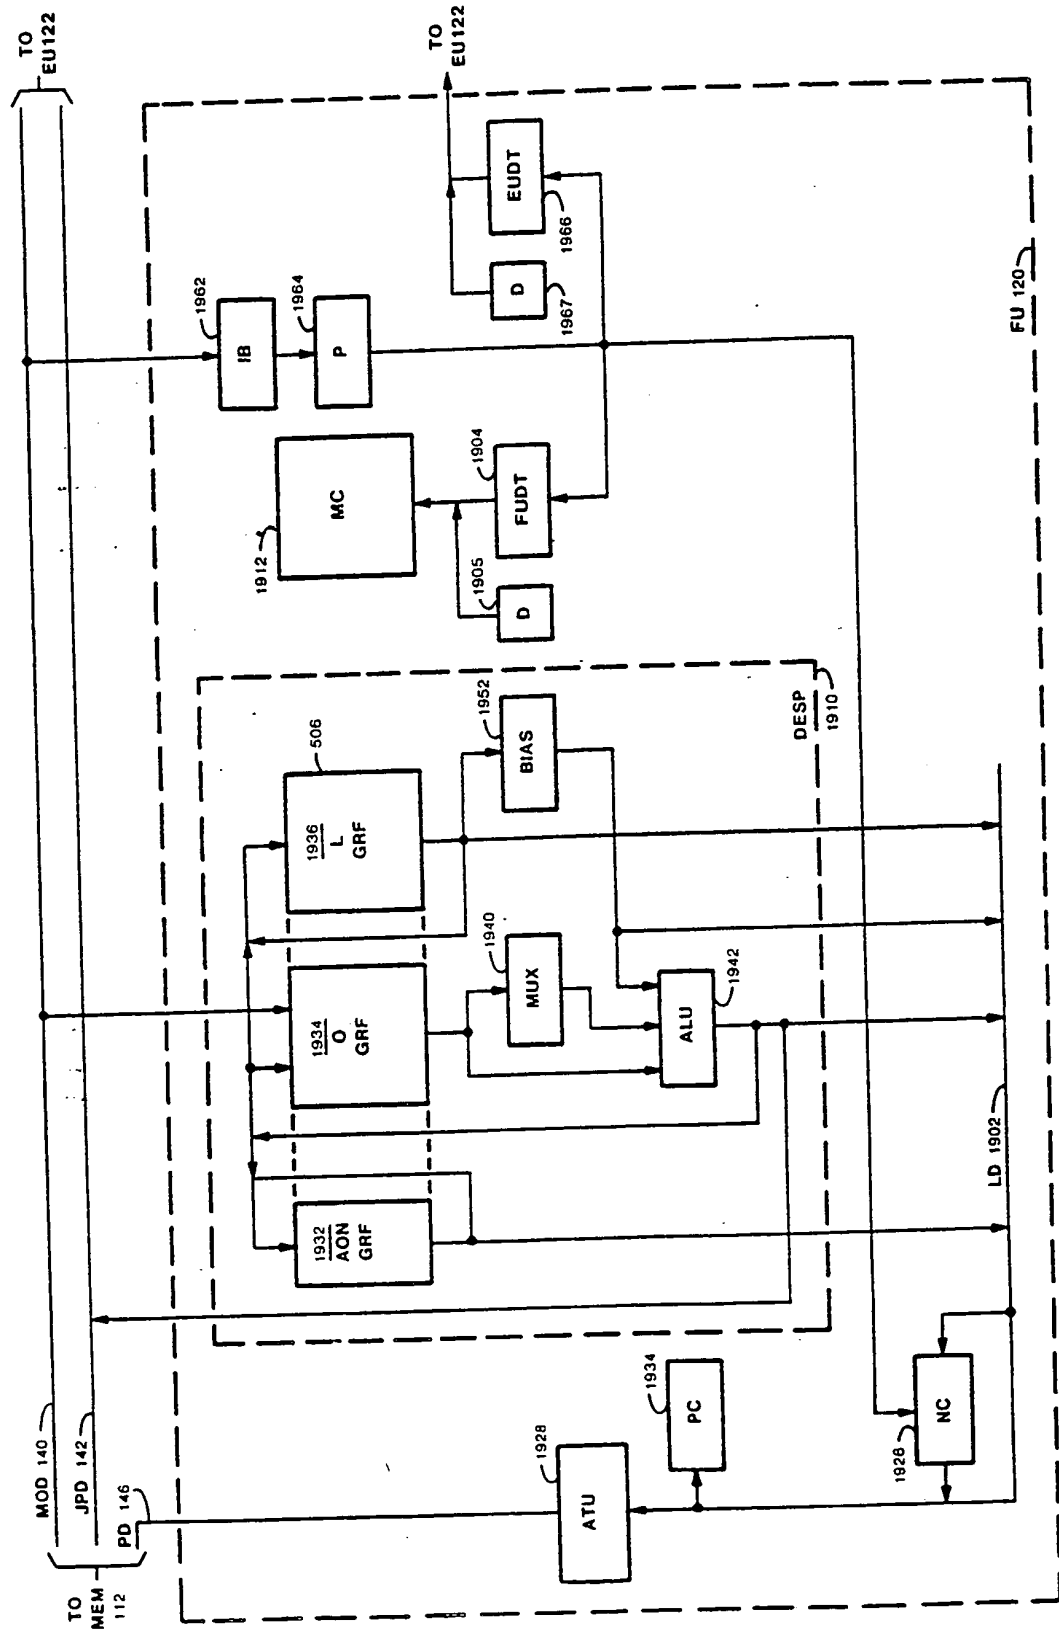 TO
EU122
TO
EU122
MOD 140
JPD 142
PD 146
TO
MEM
112
1962
IB
1964
P
EUDT
1966
D
1967
FU 120
1912
MC
1904
FUDT
1905
D
506
1936
L
GRF
1952
BIAS
DESP
1910
1934
O
GRF
1940
MUX
1942
ALU
1932
AON
GRF
LD 1902
1934
PC
1928
ATU
NC
1926